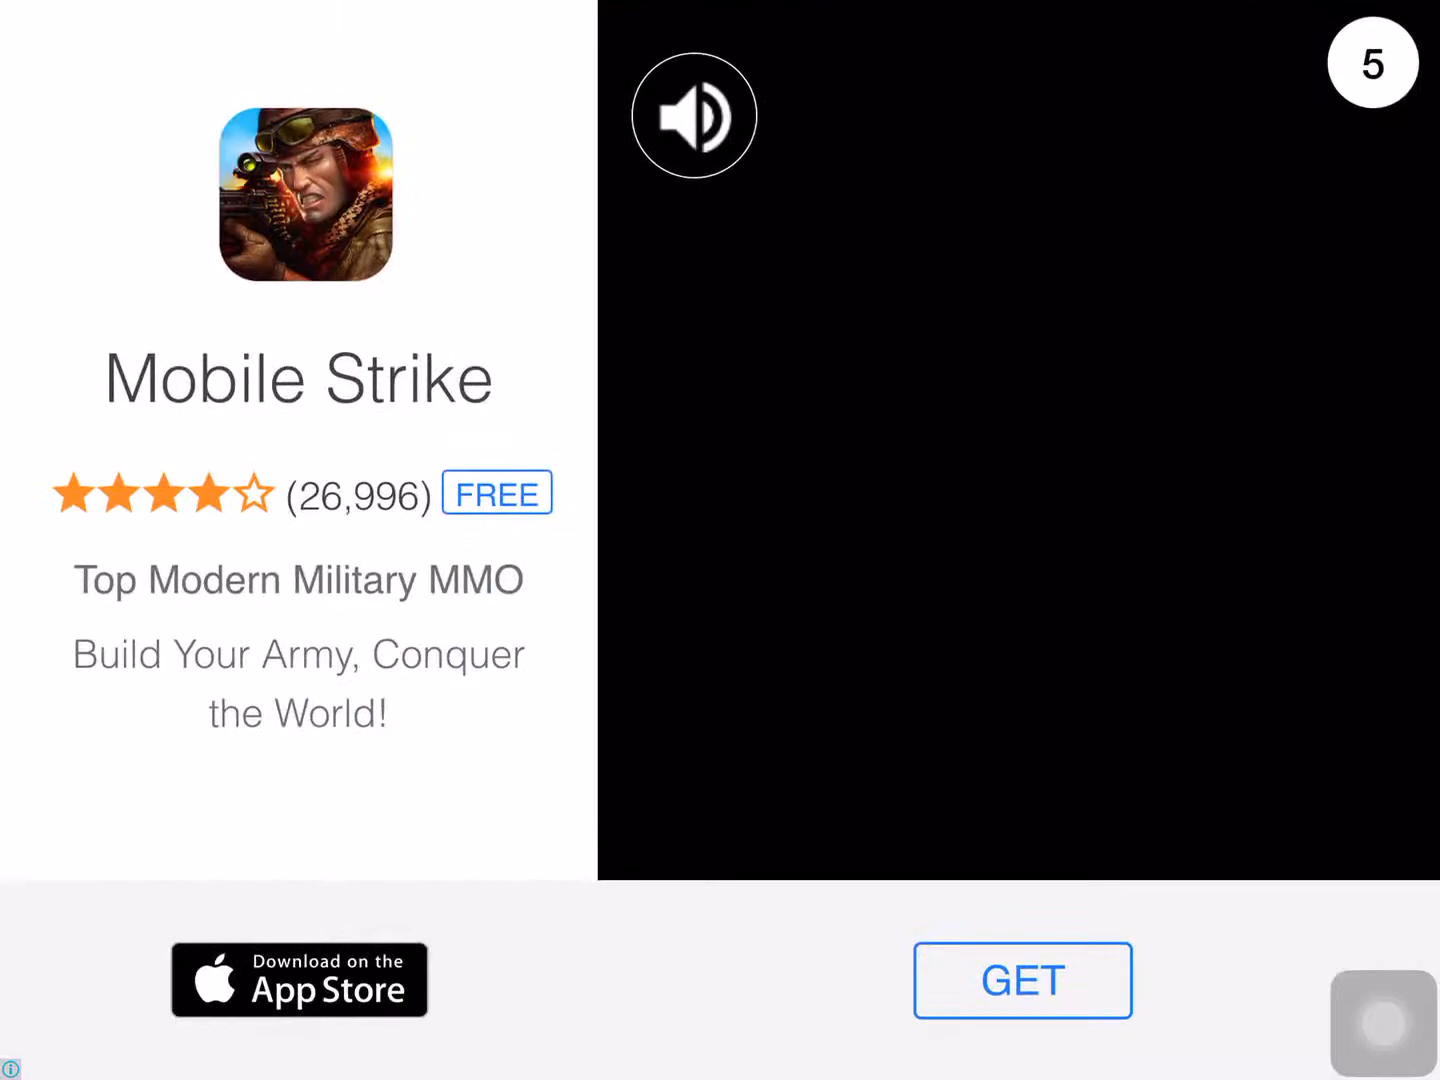 5
Mobile Strike
(26,996) FREE
Top Modern Military MMO
Build Your Army, Conquer
the World!
Download on the
App Store
GET